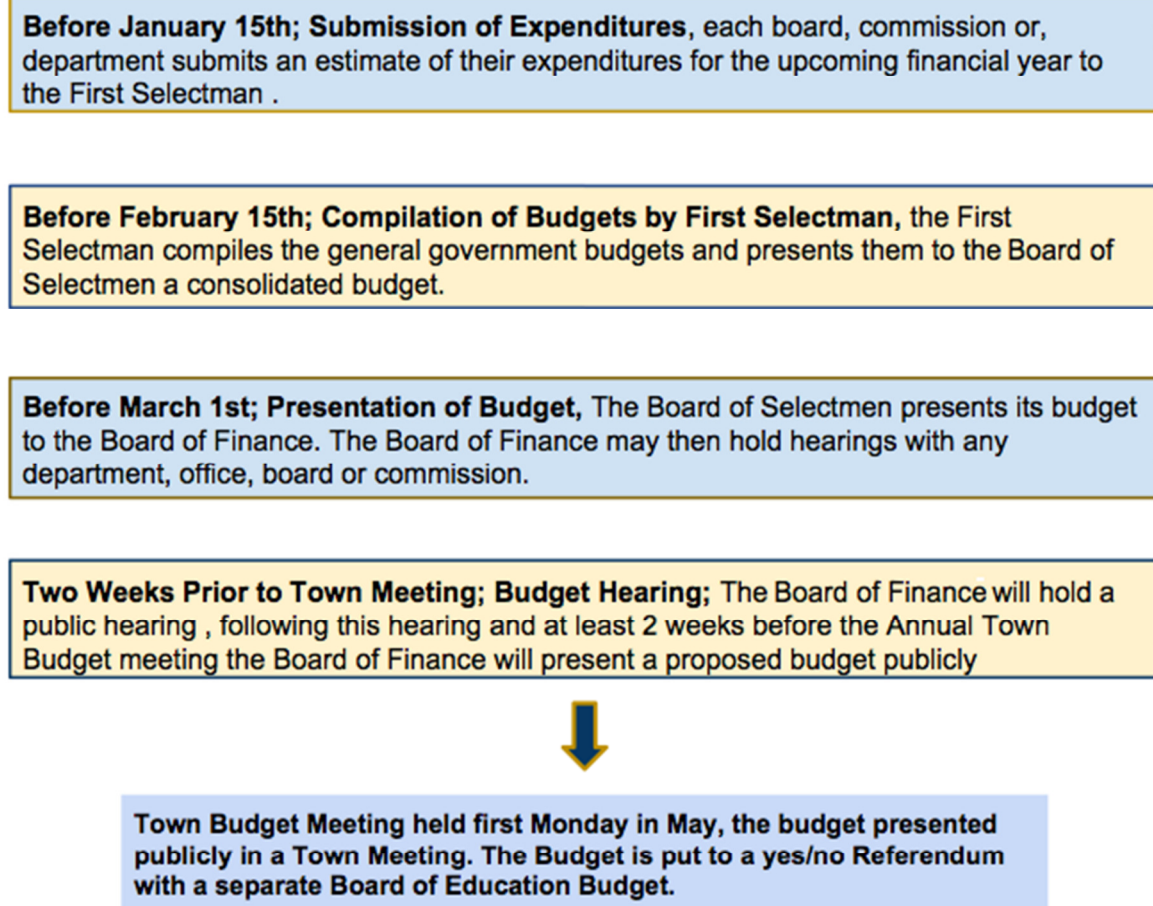 Before January 15th; Submission of Expenditures, each board, commission or,
department submits an estimate of their expenditures for the upcoming financial year to
the First Selectman .
Before February 15th; Compilation of Budgets by First Selectman, the First
Selectman compiles the general government budgets and presents them to the Board of
Selectmen a consolidated budget.
Before March 1st; Presentation of Budget, The Board of Selectmen presents its budget
to the Board of Finance. The Board of Finance may then hold hearings with any
department, office, board or commission.
Two Weeks Prior to Town Meeting; Budget Hearing; The Board of Finance will hold a
public hearing , following this hearing and at least 2 weeks before the Annual Town
Budget meeting the Board of Finance will present a proposed budget publicly
Town Budget Meeting held first Monday in May, the budget presented
publicly in a Town Meeting. The Budget is put to a yes/no Referendum
with a separate Board of Education Budget.